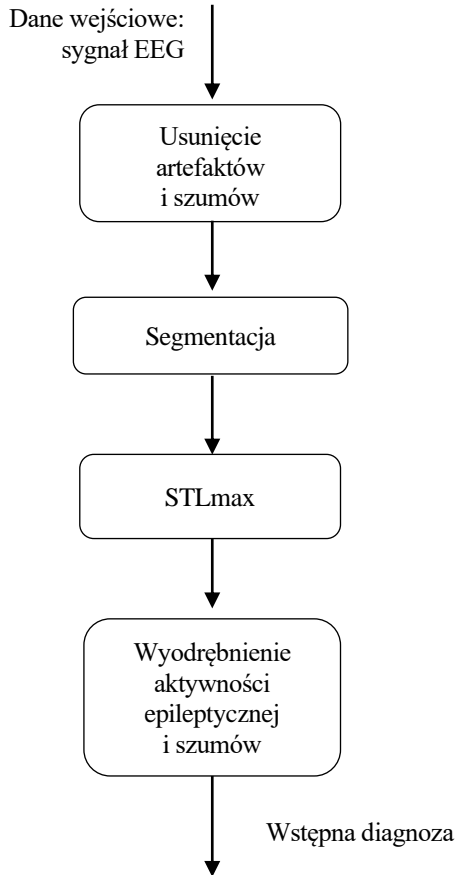 Dane wejściowe:
sygnał EEG
Usunięcie
artefaktów
i szumów
Segmentacja
STLmax
Wyodrębnienie
aktywności
epileptycznej
i szumów
Wstępna diagnoza